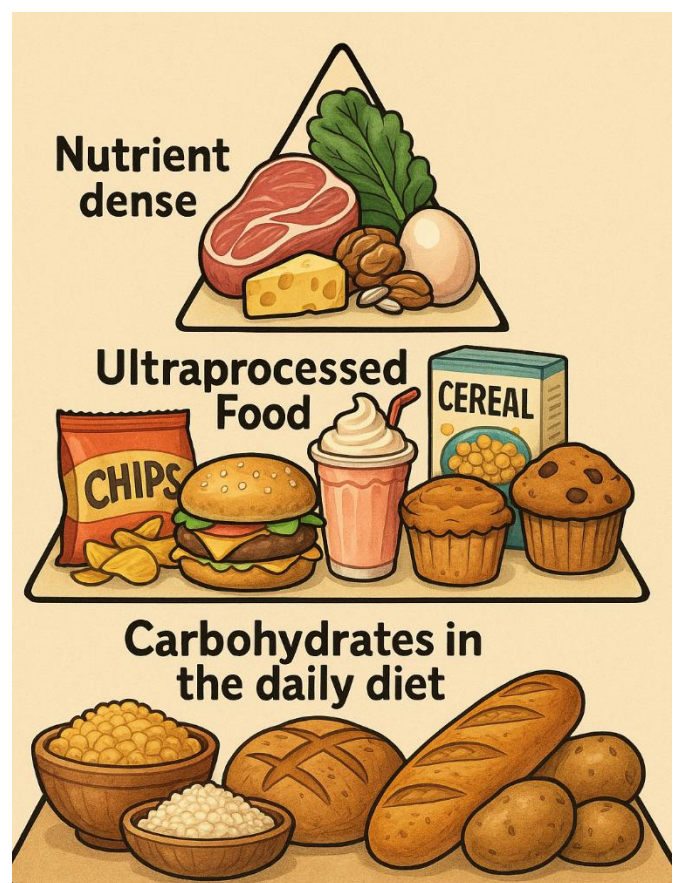 Nutrient
dense
Ultraprocessed
Food
CEREAL
CHIPS
Carbohydrates in
the daily diet